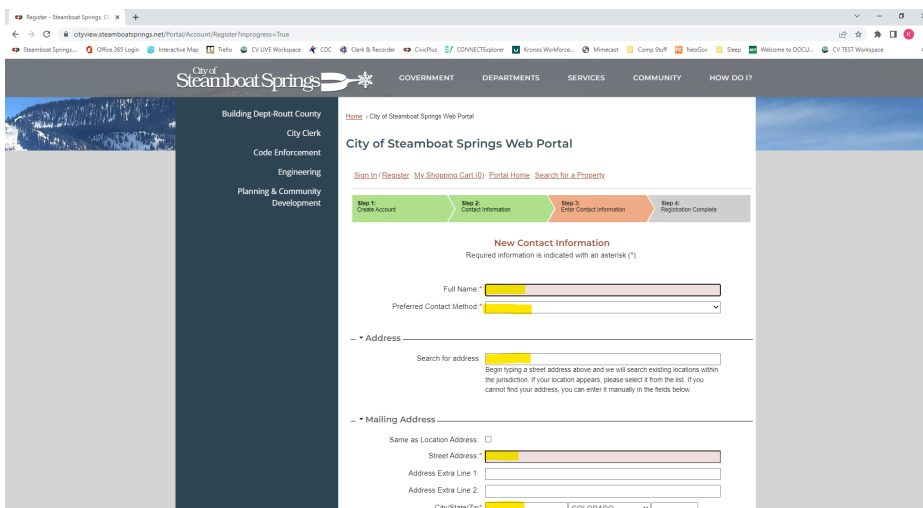 Register - Steamboat Springs, CO
cityview.steamboatsprings.net/Portal/Account/Register?inprogress=True
Steamboat Springs,... Office 365 Login Interactive Map Trello CV LIVE Workspace CDC Clerk & Recorder CivicPlus CONNECTExplorer Kronos Workforce... Mimecast Comp Stuff NeoGov Sleep Welcome to DOCU... CV TEST Workspace
City of
Steamboat Springs
GOVERNMENT DEPARTMENTS SERVICES COMMUNITY HOW DO I?
Building Dept-Routt County
City Clerk
Code Enforcement
Engineering
Planning & Community
Development
Home › City of Steamboat Springs Web Portal
City of Steamboat Springs Web Portal
Sign In / Register My Shopping Cart (0) Portal Home Search for a Property
Step 1:
Create Account
Step 2:
Contact Information
Step 3:
Enter Contact Information
Step 4:
Registration Complete
New Contact Information
Required information is indicated with an asterisk (*).
Full Name:*
Preferred Contact Method:*
Address
Search for address
Begin typing a street address above and we will search existing locations within
the jurisdiction. If your location appears, please select it from the list. If you
cannot find your address, you can enter it manually in the fields below.
Mailing Address
Same as Location Address:
Street Address:*
Address Extra Line 1:
Address Extra Line 2:
City/State/Zip* COLORADO